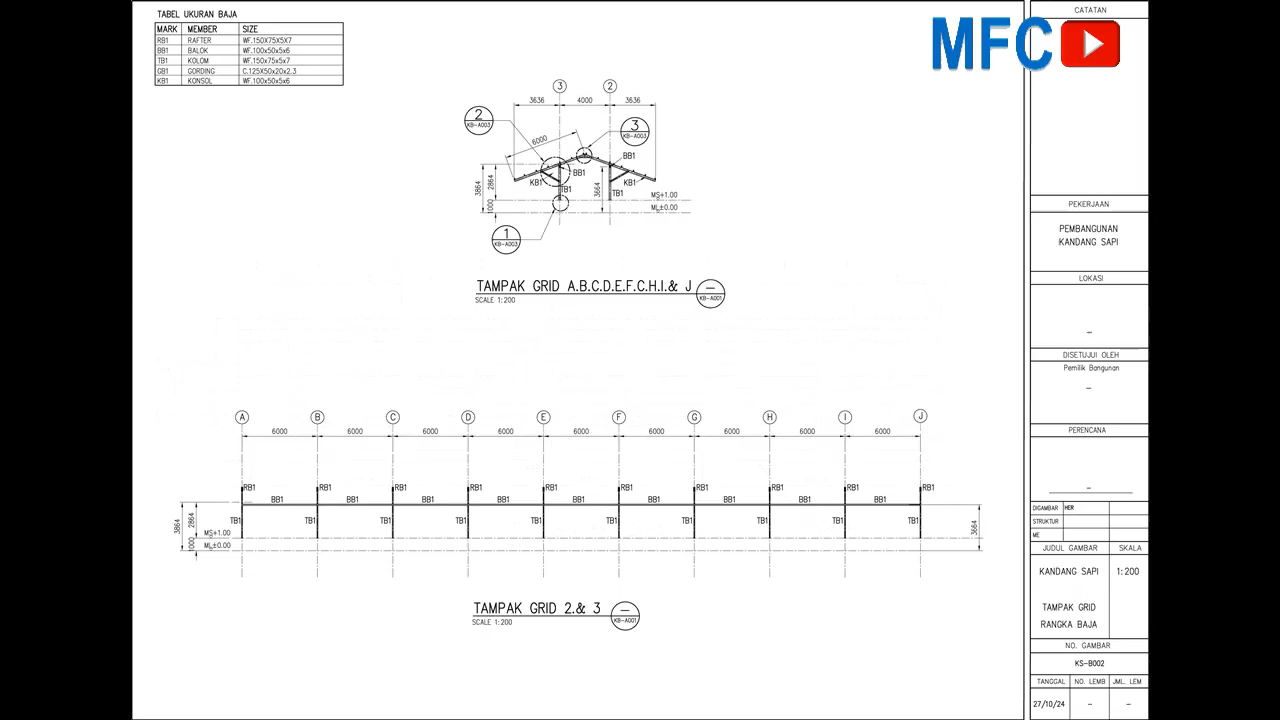 TABEL UKURAN BAJA
MARK MEMBER SIZE
RB1 RAFTER WF.150X75X5X7
BB1 BALOK WF.100x50x5x6
TB1 KOLOM WF.150x75x5x7
GB1 GORDING C.125X50x20x2,3
KB1 KONSOL WF.100x50x5x6
3 2
3636 4000 3636
2 KB-A003
3 KB-A003
6000
BB1
BB1
KB1 TB1 KB1
TB1
3864 2864 1000 3664
MS+1.00
ML±0.00
1 KB-A003
TAMPAK GRID A.B.C.D.E.F.C.H.I.& J
— KB-A001
SCALE 1:200
A B C D E F G H I J
6000 6000 6000 6000 6000 6000 6000 6000 6000
RB1 RB1 RB1 RB1 RB1 RB1 RB1 RB1 RB1 RB1
BB1 BB1 BB1 BB1 BB1 BB1 BB1 BB1 BB1
TB1 TB1 TB1 TB1 TB1 TB1 TB1 TB1 TB1 TB1
3864 2864 1000 3664
MS+1.00
ML±0.00
TAMPAK GRID 2.& 3
— KB-A001
SCALE 1:200
CATATAN
MFC
PEKERJAAN
PEMBANGUNAN
KANDANG SAPI
LOKASI
–
DISETUJUI OLEH
Pemilik Bangunan
–
PERENCANA
–
DIGAMBAR HER
STRUKTUR
ME
JUDUL GAMBAR SKALA
KANDANG SAPI 1:200
TAMPAK GRID
RANGKA BAJA
NO. GAMBAR
KS-B002
TANGGAL NO. LEMB JML. LEM
27/10/24 – –